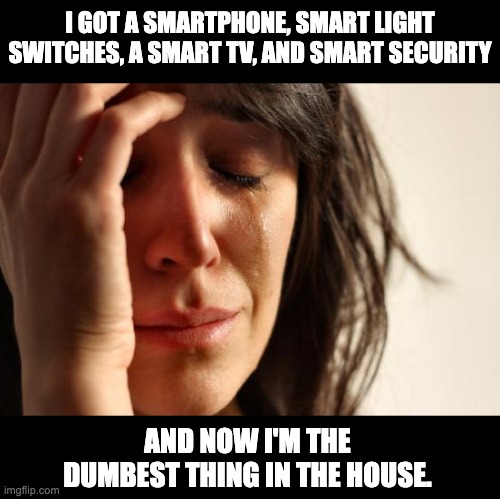 I GOT A SMARTPHONE, SMART LIGHT
SWITCHES, A SMART TV, AND SMART SECURITY
AND NOW I'M THE
DUMBEST THING IN THE HOUSE.
imgflip.com